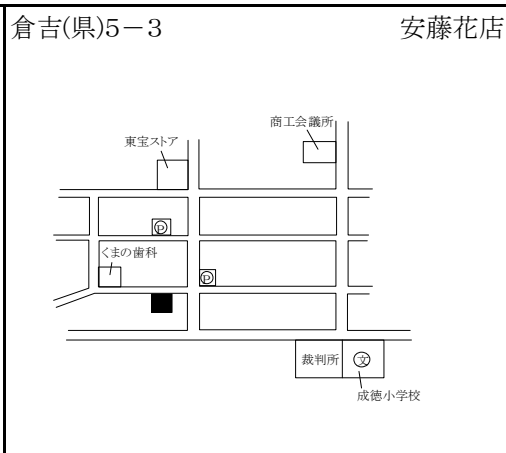 倉吉(県)5-3 安藤花店
商工会議所
東宝ストア
P
くまの歯科
P
裁判所 文
成徳小学校